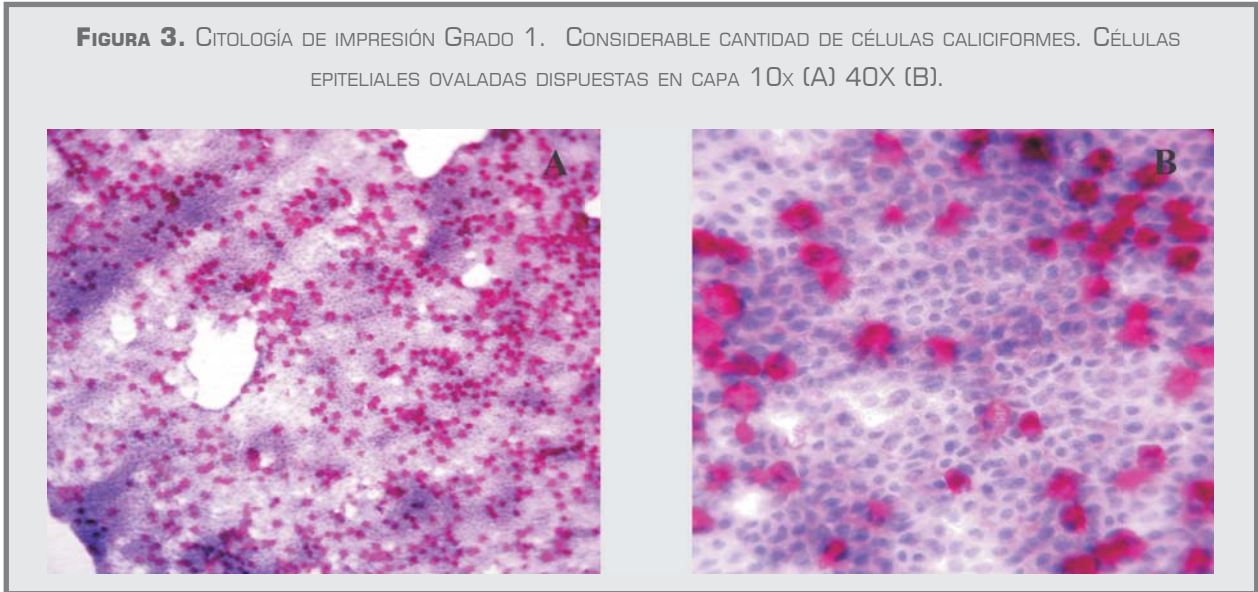 FIGURA 3. CITOLOGÍA DE IMPRESIÓN GRADO 1. CONSIDERABLE CANTIDAD DE CÉLULAS CALICIFORMES. CÉLULAS
EPITELIALES OVALADAS DISPUESTAS EN CAPA 10X (A) 40X (B).
A
B